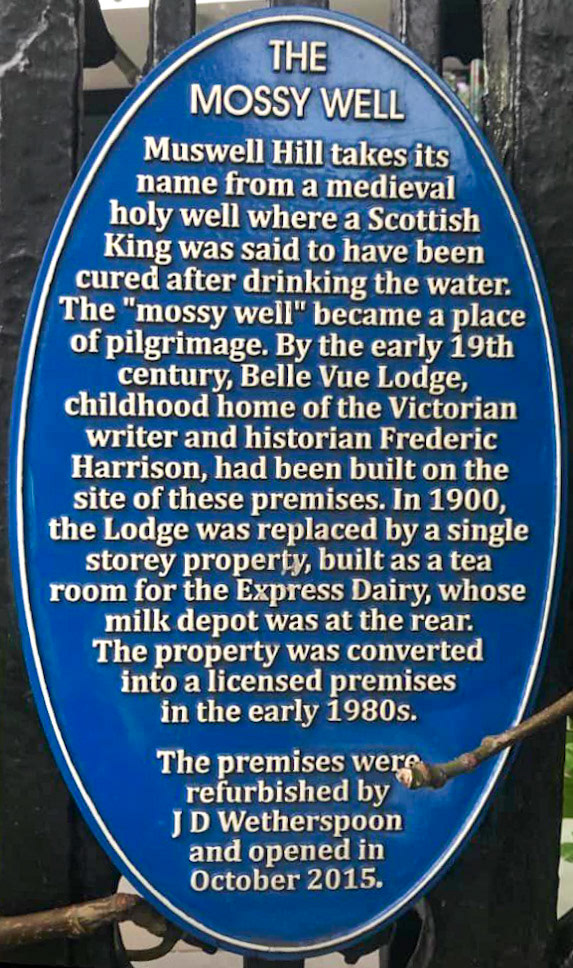 THE
MOSSY WELL
Muswell Hill takes its
name from a medieval
holy well where a Scottish
King was said to have been
cured after drinking the water.
The "mossy well" became a place
of pilgrimage. By the early 19th
century, Belle Vue Lodge,
childhood home of the Victorian
writer and historian Frederic
Harrison, had been built on the
site of these premises. In 1900,
the Lodge was replaced by a single
storey property, built as a tea
room for the Express Dairy, whose
milk depot was at the rear.
The property was converted
into a licensed premises
in the early 1980s.
The premises were
refurbished by
J D Wetherspoon
and opened in
October 2015.